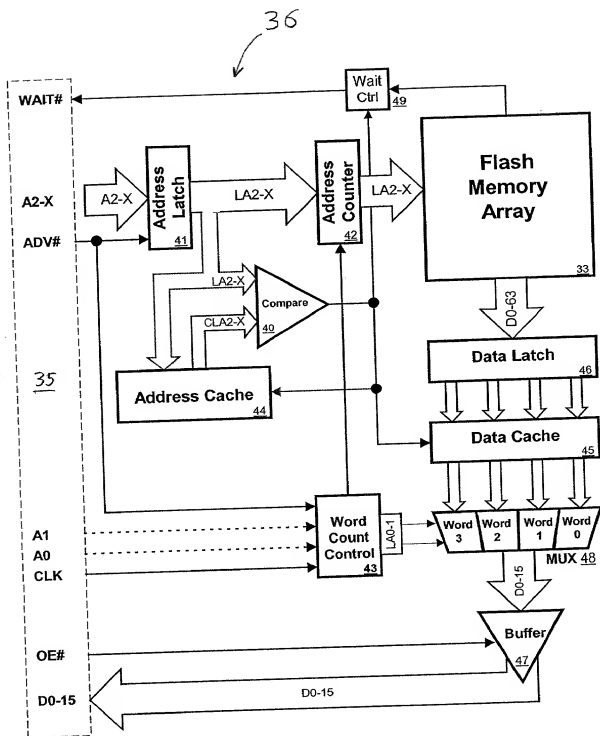 36
WAIT#
Wait
Ctrl
49
Flash
Memory
Array
33
A2-X
A2-X
Address
Latch
41
LA2-X
Address
Counter
42
LA2-X
ADV#
LA2-X
Compare
40
CLA2-X
D0-63
Data Latch
46
35
Address Cache
44
Data Cache
45
A1
A0
CLK
Word
Count
Control
43
LA0-1
Word
3
Word
2
Word
1
Word
0
MUX 48
D0-15
OE#
Buffer
47
D0-15
D0-15